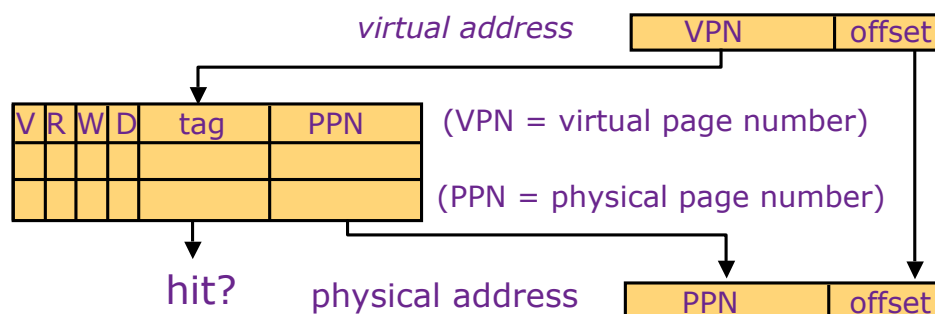 virtual address VPN offset
V R W D tag PPN (VPN = virtual page number)
(PPN = physical page number)
hit? physical address PPN offset